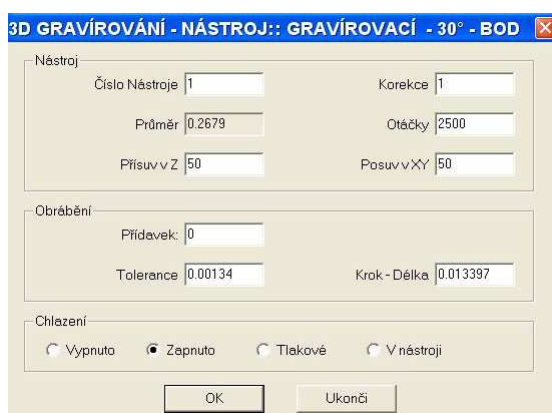 3D GRAVÍROVÁNÍ - NÁSTROJ:: GRAVÍROVACÍ - 30° - BOD
Nástroj
Číslo Nástroje 1 Korekce 1
Průměr 0.2679 Otáčky 2500
Přísuv v Z 50 Posuv v XY 50
Obrábění
Přídavek: 0
Tolerance 0.00134 Krok - Délka 0.013397
Chlazení
Vypnuto Zapnuto Tlakové V nástroji
OK Ukonči